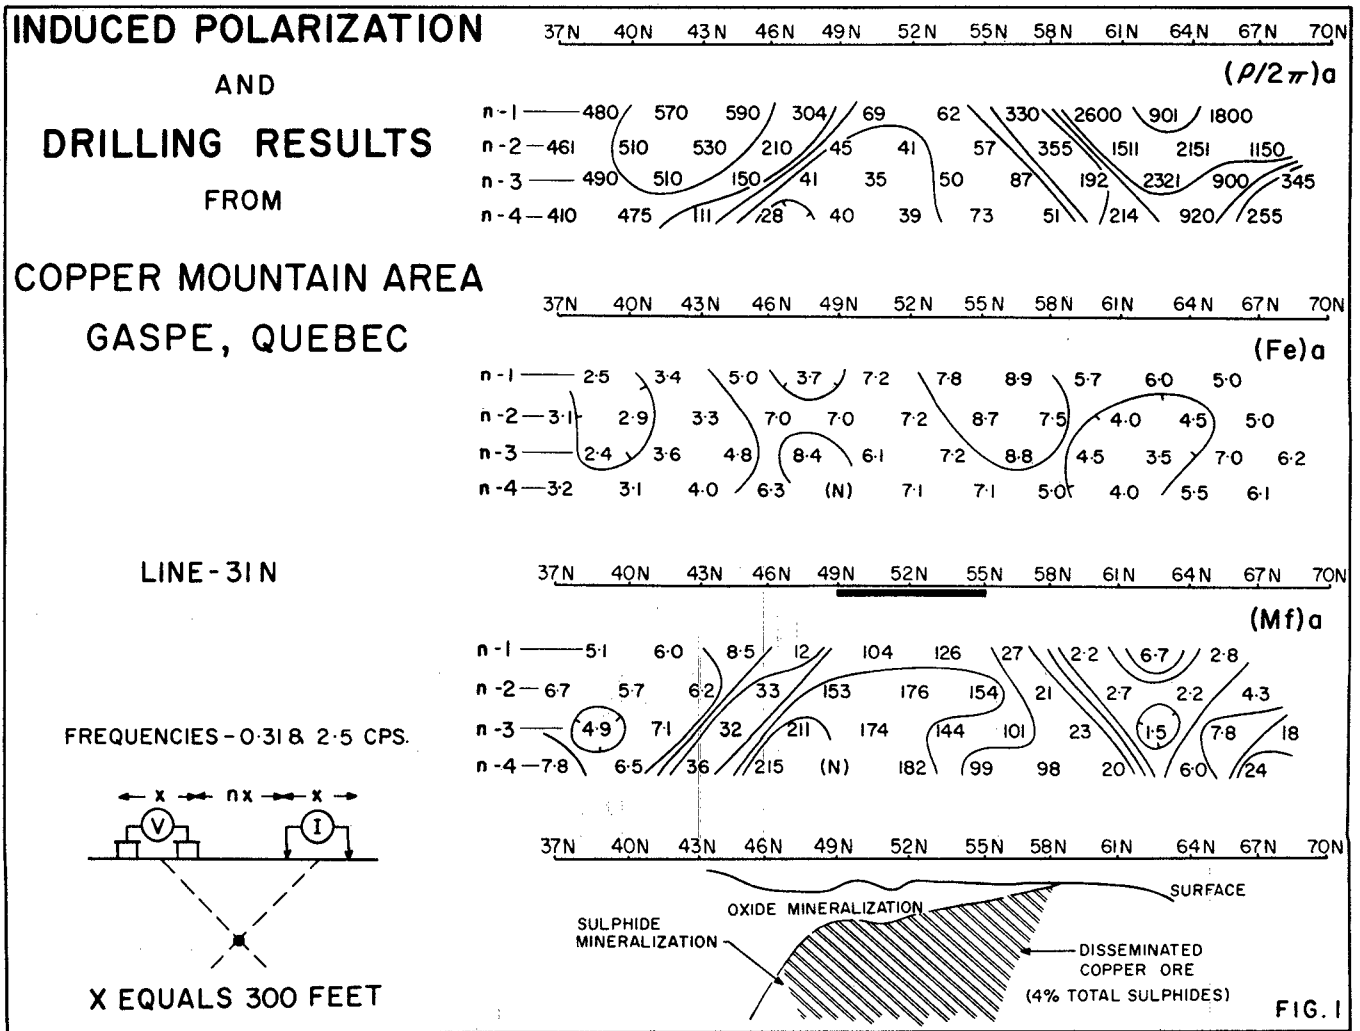 INDUCED POLARIZATION
AND
DRILLING RESULTS
FROM
COPPER MOUNTAIN AREA
GASPE, QUEBEC
LINE-31N
FREQUENCIES-0·31 & 2·5 CPS.
x nx x
V I
X EQUALS 300 FEET
37N 40N 43N 46N 49N 52N 55N 58N 61N 64N 67N 70N
(ρ/2π)a
n-1 480 570 590 304 69 62 330 2600 901 1800
n-2 461 510 530 210 45 41 57 355 1511 2151 1150
n-3 490 510 150 41 35 50 87 192 2321 900 345
n-4 410 475 111 28 40 39 73 51 214 920 255
37N 40N 43N 46N 49N 52N 55N 58N 61N 64N 67N 70N
(Fe)a
n-1 2·5 3·4 5·0 3·7 7·2 7·8 8·9 5·7 6·0 5·0
n-2 3·1 2·9 3·3 7·0 7·0 7·2 8·7 7·5 4·0 4·5 5·0
n-3 2·4 3·6 4·8 8·4 6·1 7·2 8·8 4·5 3·5 7·0 6·2
n-4 3·2 3·1 4·0 6·3 (N) 7·1 7·1 5·0 4·0 5·5 6·1
37N 40N 43N 46N 49N 52N 55N 58N 61N 64N 67N 70N
(Mf)a
n-1 5·1 6·0 8·5 12 104 126 27 2·2 6·7 2·8
n-2 6·7 5·7 6·2 33 153 176 154 21 2·7 2·2 4·3
n-3 4·9 7·1 32 211 174 144 101 23 1·5 7·8 18
n-4 7·8 6·5 36 215 (N) 182 99 98 20 6·0 24
37N 40N 43N 46N 49N 52N 55N 58N 61N 64N 67N 70N
SURFACE
OXIDE MINERALIZATION
SULPHIDE
MINERALIZATION
DISSEMINATED
COPPER ORE
(4% TOTAL SULPHIDES)
FIG. 1